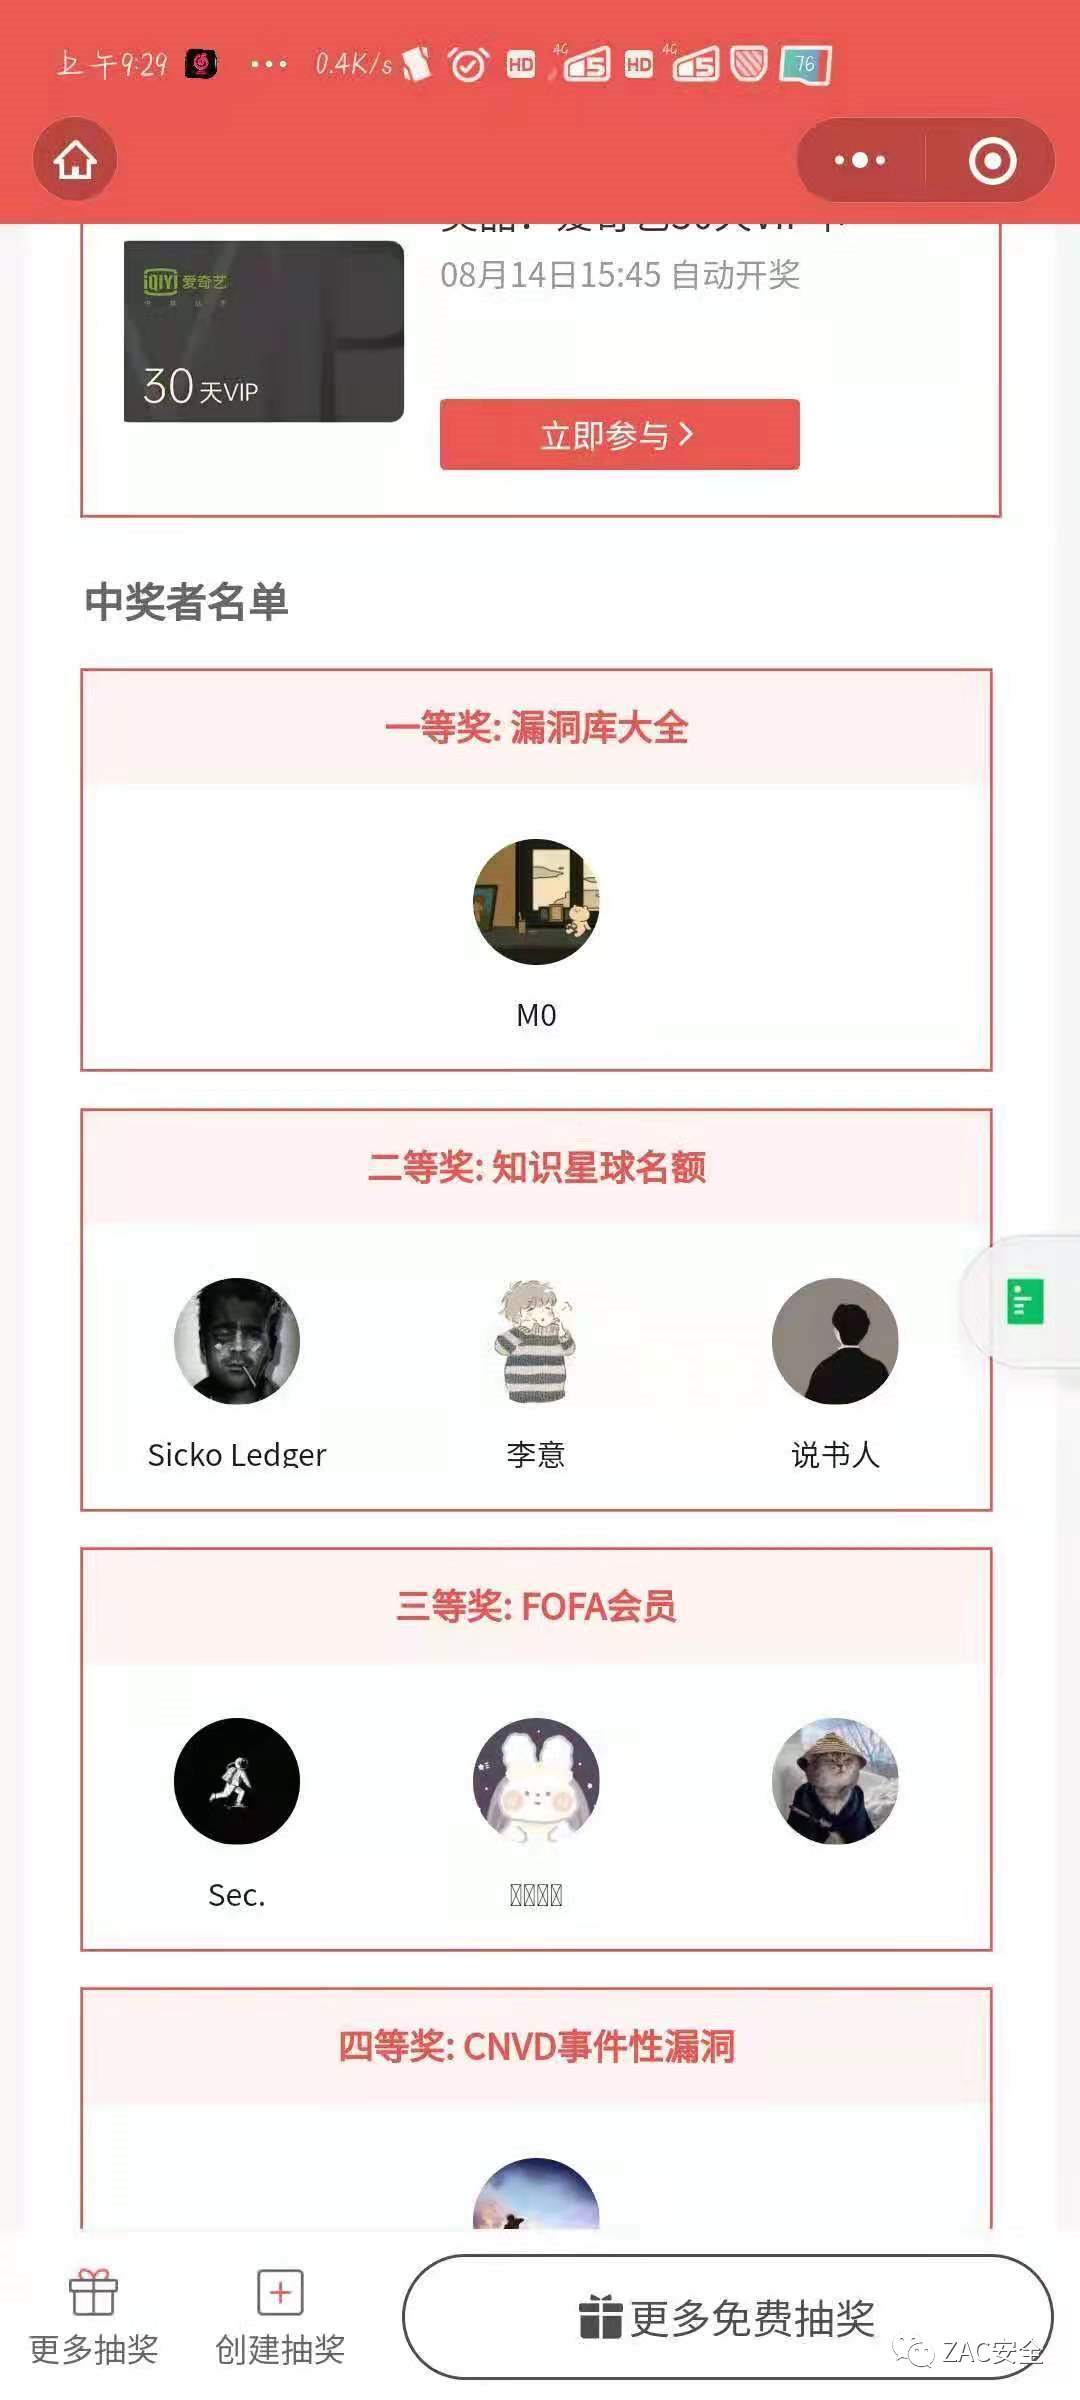 上午9:29 ... 0.4K/s HD 4G HD 4G 76
08月14日15:45 自动开奖
iQIYI 爱奇艺
30天VIP
立即参与
中奖者名单
一等奖: 漏洞库大全
M0
二等奖: 知识星球名额
Sicko Ledger 李意 说书人
三等奖: FOFA会员
Sec.
四等奖: CNVD事件性漏洞
更多抽奖 创建抽奖 更多免费抽奖
ZAC安全